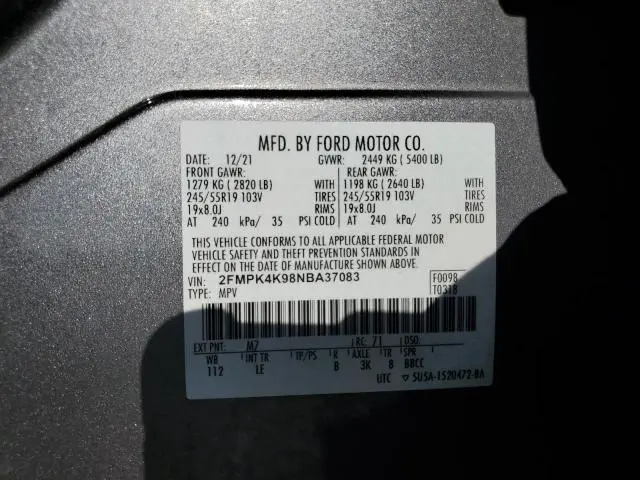 MFD. BY FORD MOTOR CO.
DATE: 12/21 GVWR: 2449 KG ( 5400 LB)
FRONT GAWR: REAR GAWR:
1279 KG ( 2820 LB) WITH 1198 KG ( 2640 LB) WITH
245/55R19 103V TIRES 245/55R19 103V TIRES
19x8.0J RIMS 19x8.0J RIMS
AT 240 kPa/ 35 PSI COLD AT 240 kPa/ 35 PSI COLD
THIS VEHICLE CONFORMS TO ALL APPLICABLE FEDERAL MOTOR
VEHICLE SAFETY AND THEFT PREVENTION STANDARDS IN
EFFECT ON THE DATE OF MANUFACTURE SHOWN ABOVE.
VIN: 2FMPK4K98NBA37083 F0098
TYPE: MPV T0318
EXT PNT: M7 RC: 71 DSO:
WB INT TR TP/PS R AXLE TR SPR
112 LE B 3K 8 BBCC
UTC ▽ 5U5A-1520472-BA